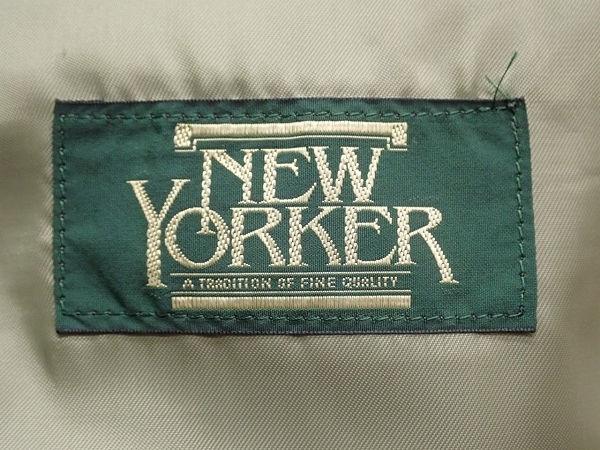 NEW
YORKER
A TRADITION OF FINE QUALITY